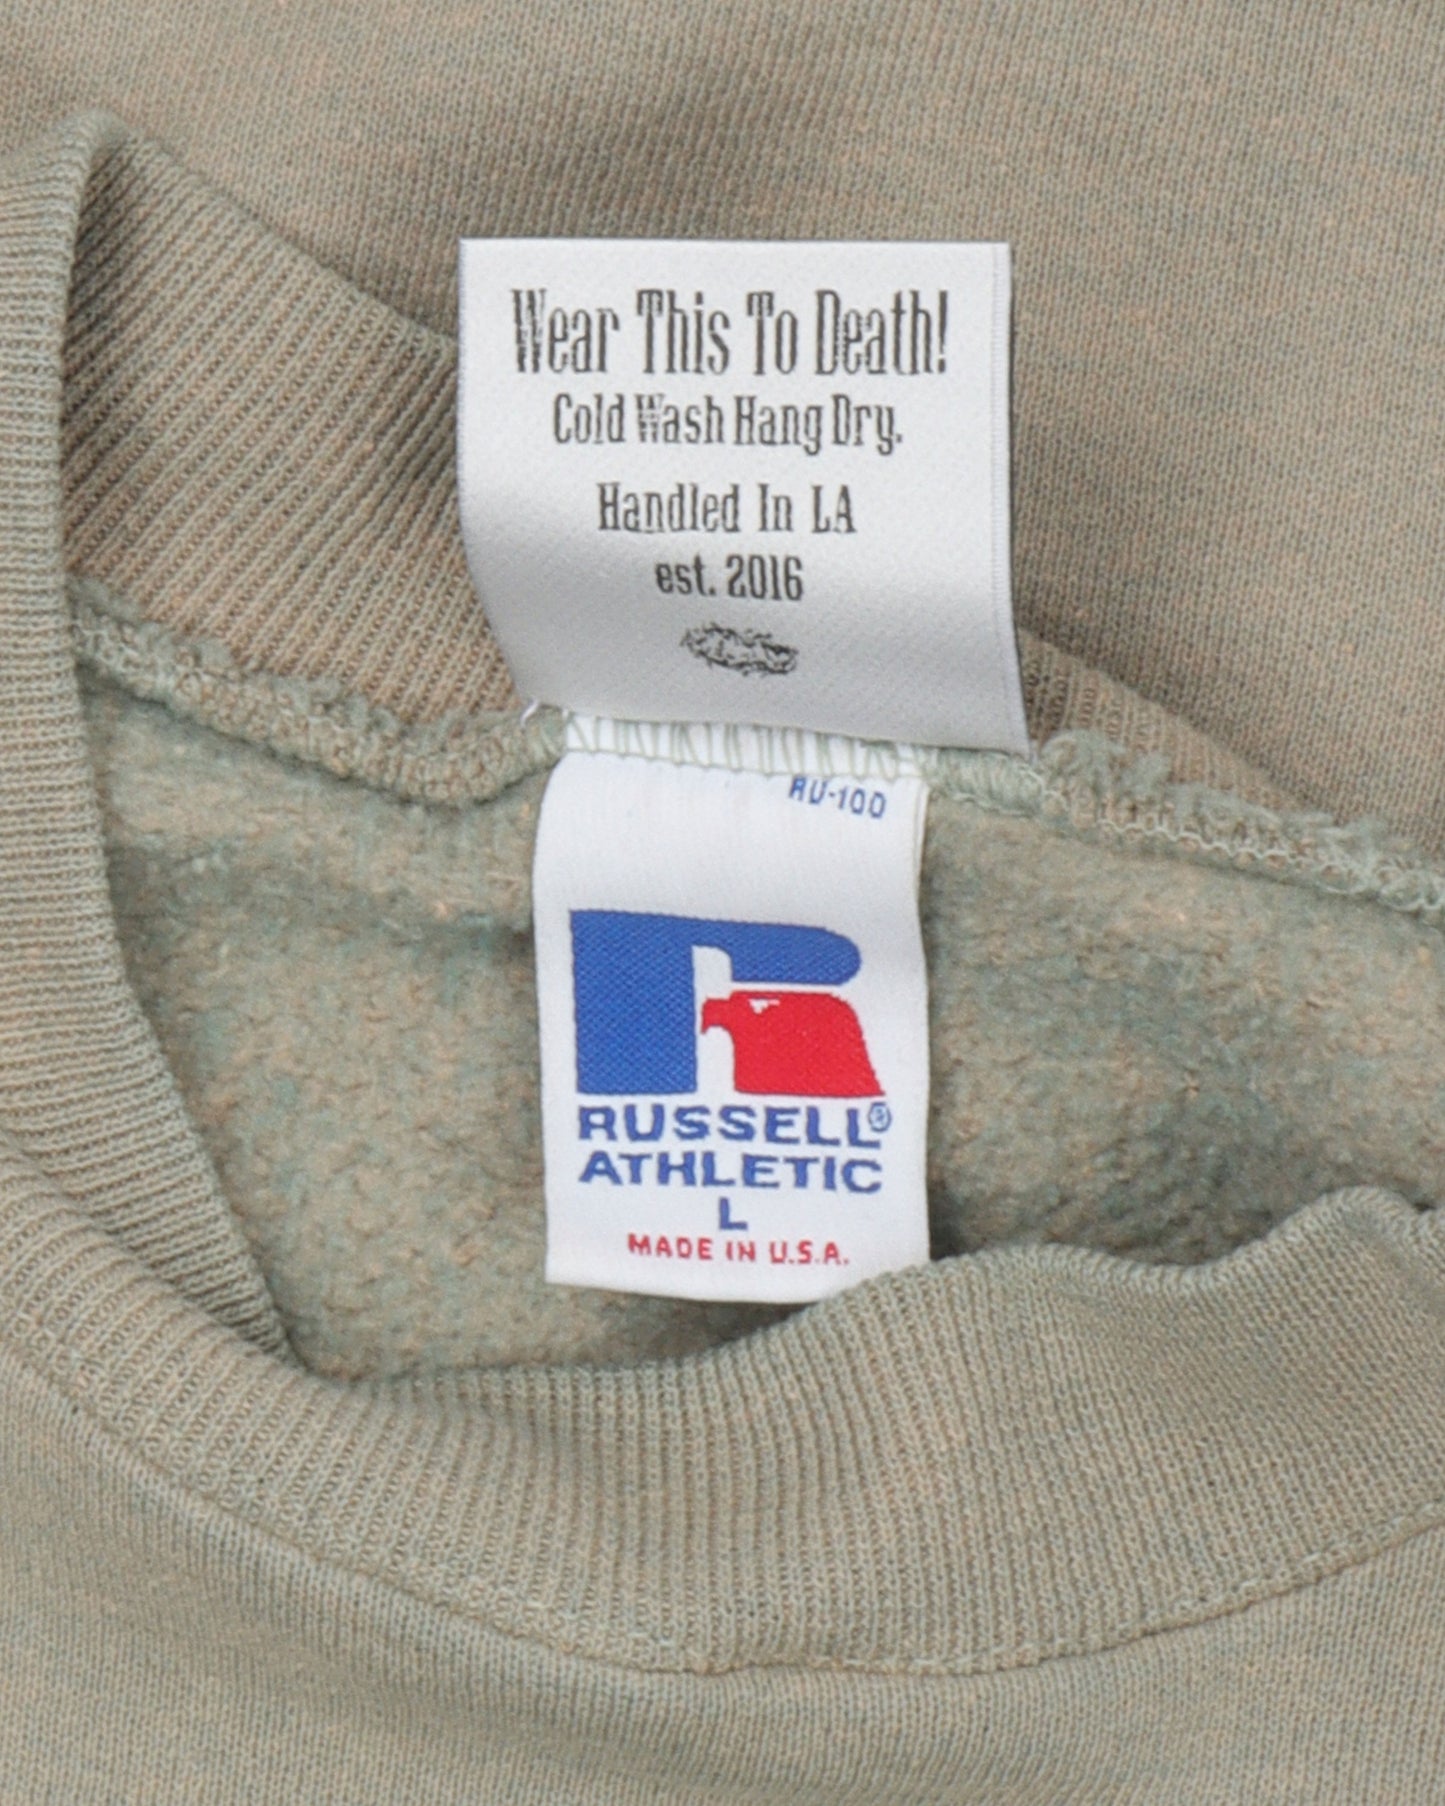 Wear This To Death!
Cold Wash Hang Dry.
Handled In LA
est. 2016
RU-100
RUSSELL®
ATHLETIC
L
MADE IN U.S.A.